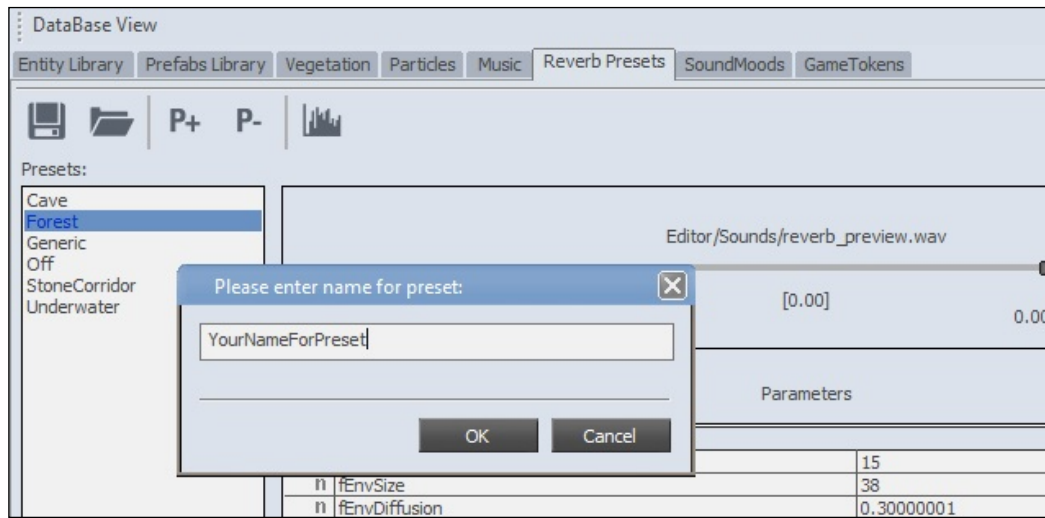 DataBase View
Entity Library Prefabs Library Vegetation Particles Music Reverb Presets SoundMoods GameTokens
P+ P-
Presets:
Cave
Forest
Generic
Off
StoneCorridor
Underwater
Editor/Sounds/reverb_preview.wav
[0.00]
0.00
Please enter name for preset:
YourNameForPreset
OK Cancel
Parameters
15
n fEnvSize 38
n fEnvDiffusion 0.30000001